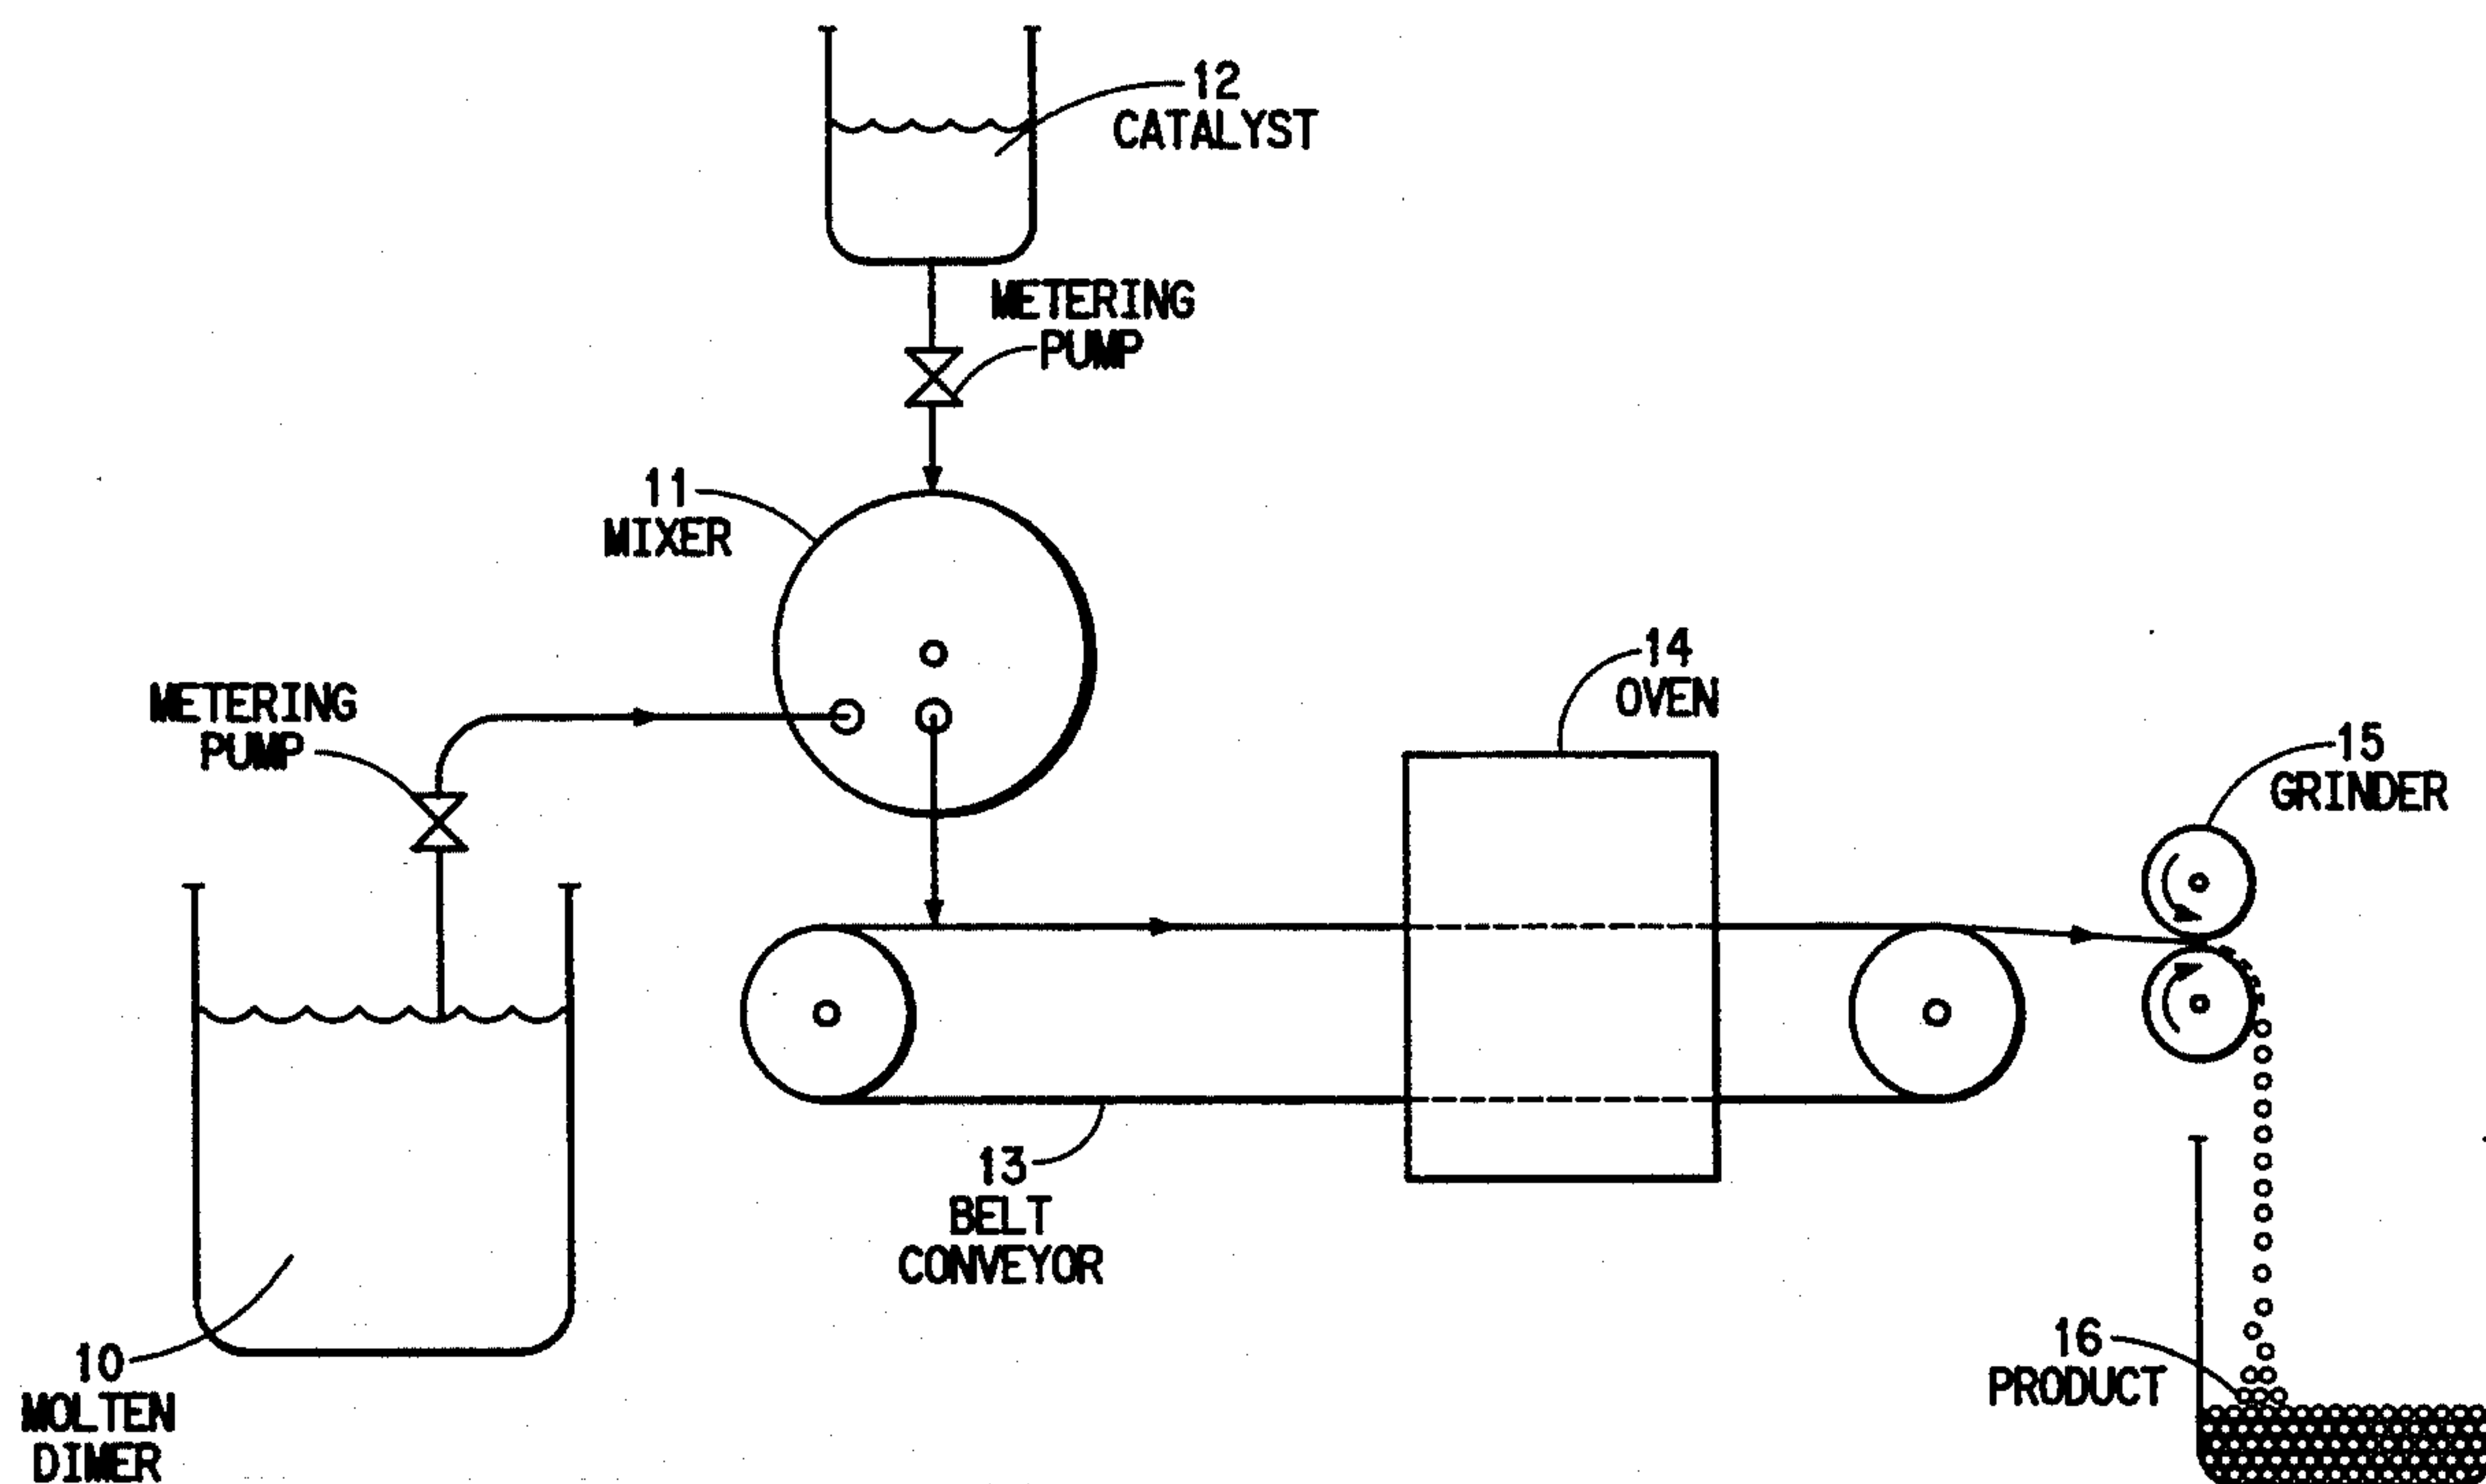 12
CATALYST
METERING
PUMP
11
MIXER
METERING
PUMP
14
OVEN
15
GRINDER
13
BELT
CONVEYOR
10
MOLTEN
DIMER
16
PRODUCT